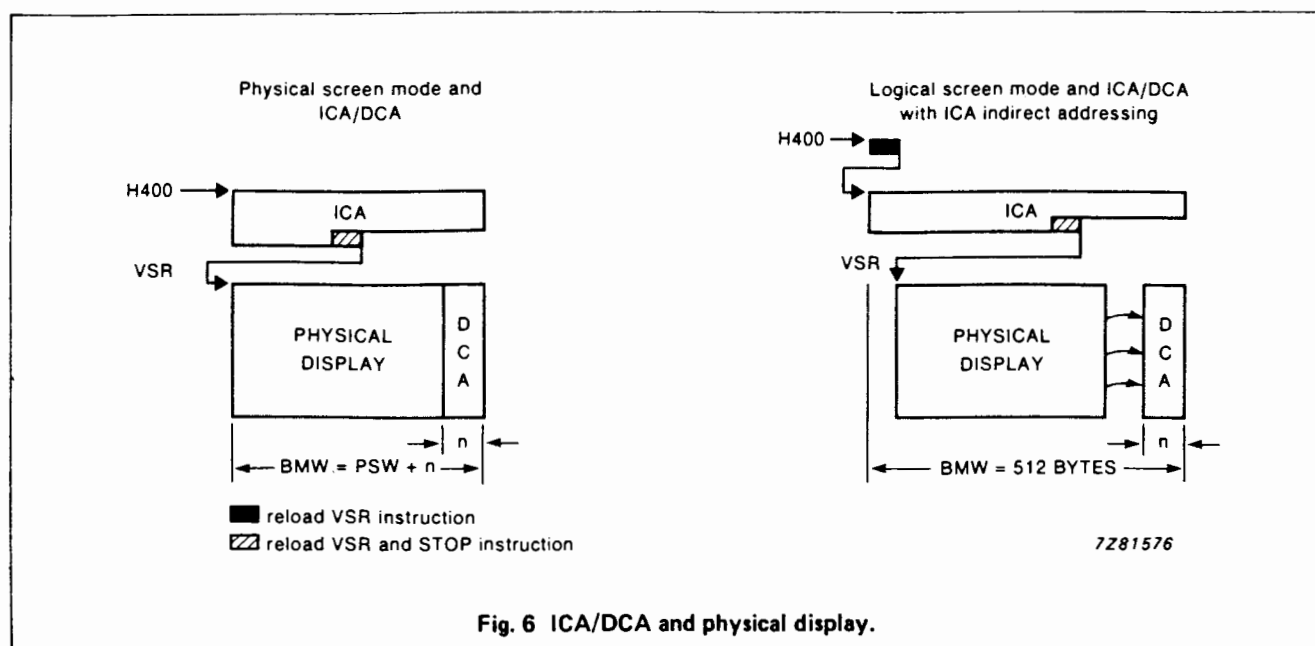 Physical screen mode and
ICA/DCA
H400
ICA
VSR
PHYSICAL
DISPLAY
D
C
A
n
BMW = PSW + n
Logical screen mode and ICA/DCA
with ICA indirect addressing
H400
ICA
VSR
PHYSICAL
DISPLAY
D
C
A
n
BMW = 512 BYTES
reload VSR instruction
reload VSR and STOP instruction
7Z81576
Fig. 6 ICA/DCA and physical display.